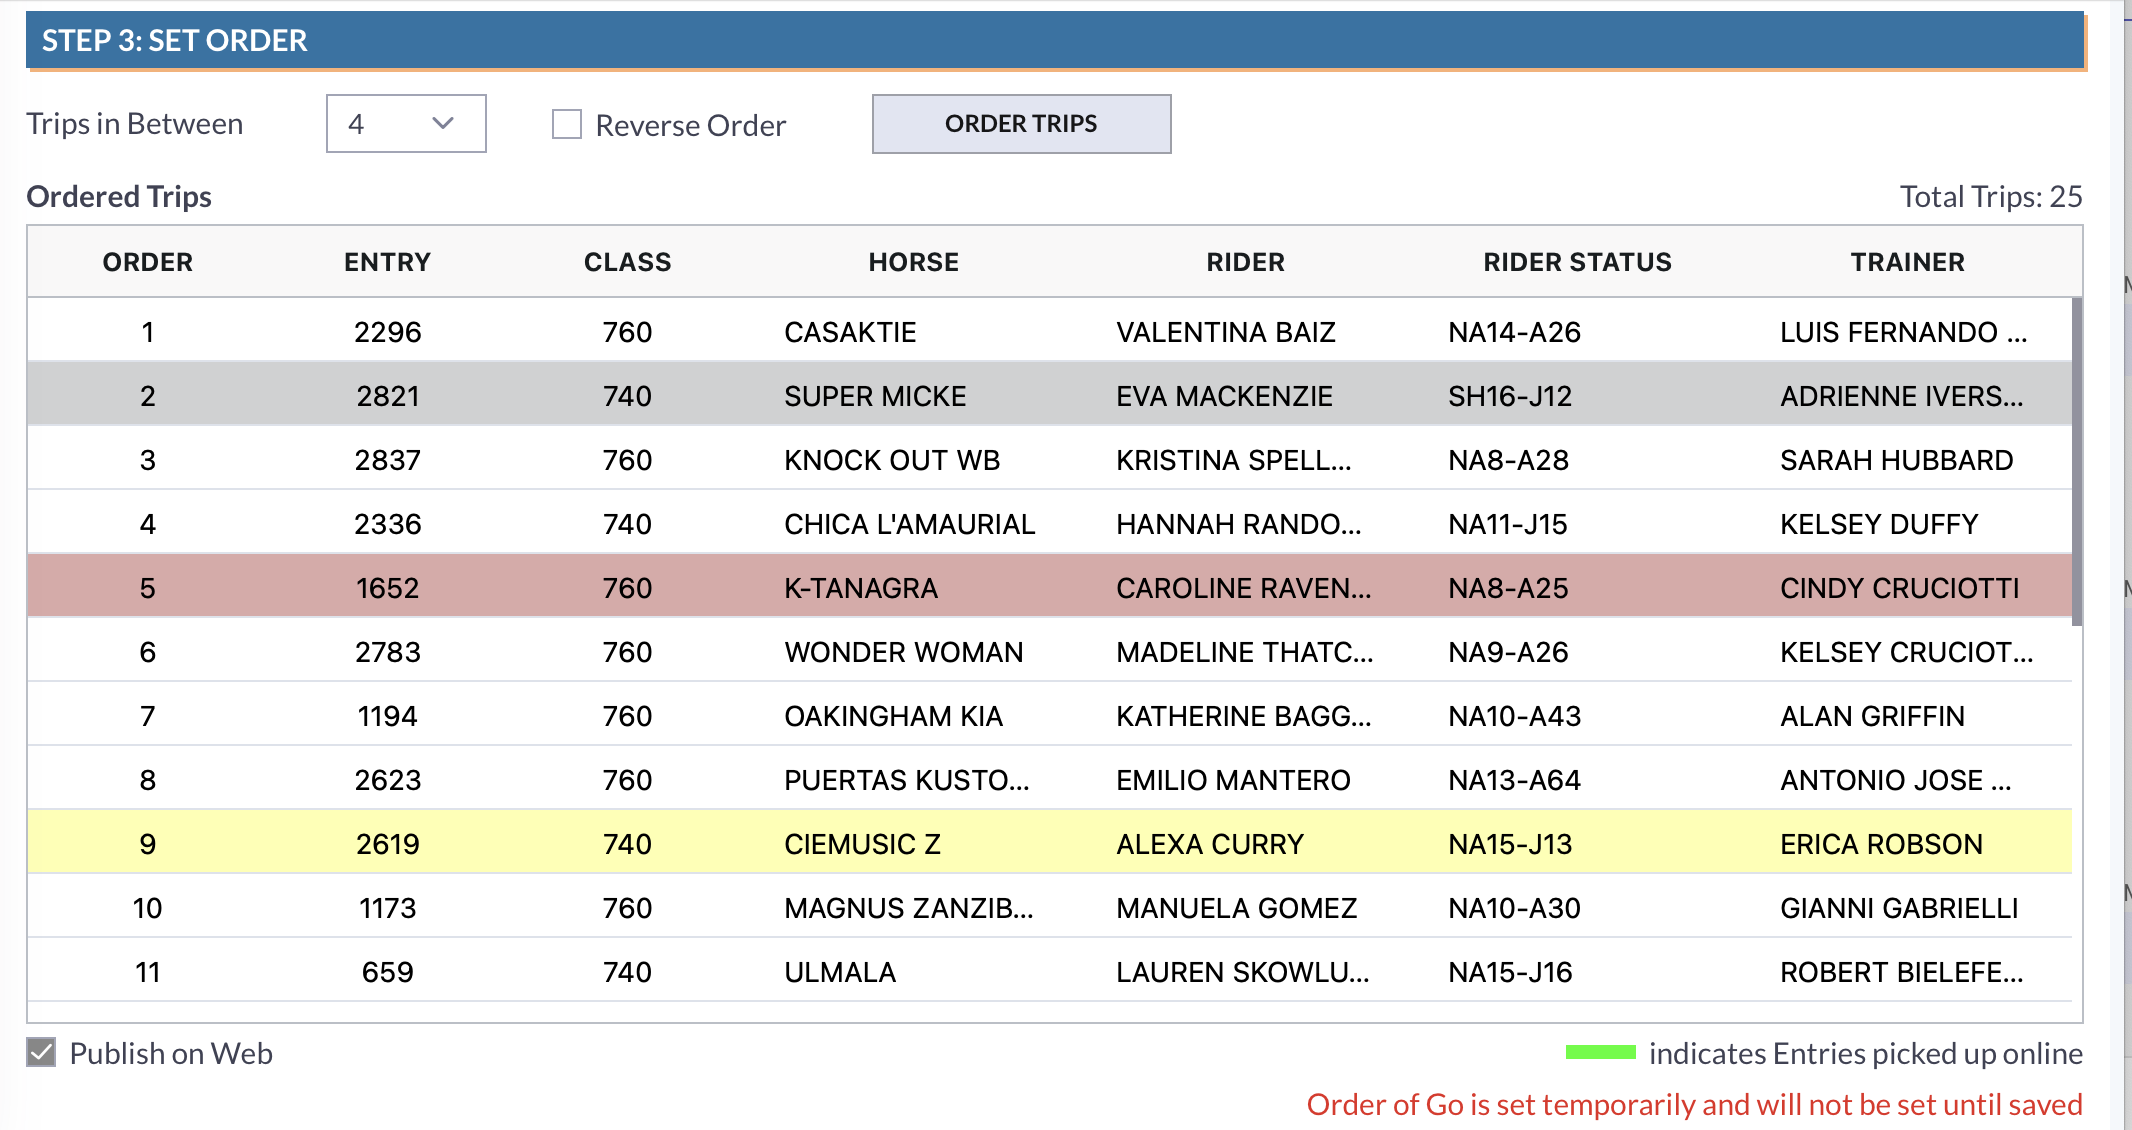 STEP 3: SET ORDER
Trips in Between 4 Reverse Order ORDER TRIPS
Ordered Trips Total Trips: 25
ORDER ENTRY CLASS HORSE RIDER RIDER STATUS TRAINER
1 2296 760 CASAKTIE VALENTINA BAIZ NA14-A26 LUIS FERNANDO ...
2 2821 740 SUPER MICKE EVA MACKENZIE SH16-J12 ADRIENNE IVERS...
3 2837 760 KNOCK OUT WB KRISTINA SPELL... NA8-A28 SARAH HUBBARD
4 2336 740 CHICA L'AMAURIAL HANNAH RANDO... NA11-J15 KELSEY DUFFY
5 1652 760 K-TANAGRA CAROLINE RAVEN... NA8-A25 CINDY CRUCIOTTI
6 2783 760 WONDER WOMAN MADELINE THATC... NA9-A26 KELSEY CRUCIOT...
7 1194 760 OAKINGHAM KIA KATHERINE BAGG... NA10-A43 ALAN GRIFFIN
8 2623 760 PUERTAS KUSTO... EMILIO MANTERO NA13-A64 ANTONIO JOSE ...
9 2619 740 CIEMUSIC Z ALEXA CURRY NA15-J13 ERICA ROBSON
10 1173 760 MAGNUS ZANZIB... MANUELA GOMEZ NA10-A30 GIANNI GABRIELLI
11 659 740 ULMALA LAUREN SKOWLU... NA15-J16 ROBERT BIELEFE...
Publish on Web indicates Entries picked up online
Order of Go is set temporarily and will not be set until saved